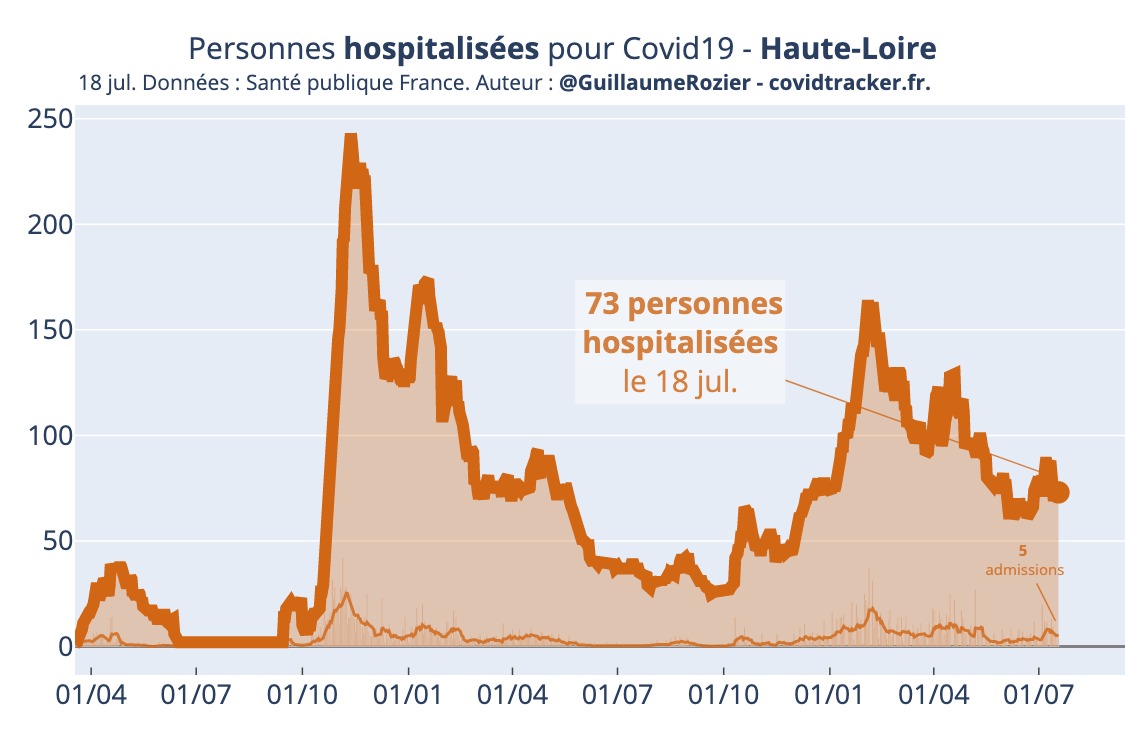 Personnes hospitalisées pour Covid19 - Haute-Loire
18 jul. Données : Santé publique France. Auteur : @GuillaumeRozier - covidtracker.fr.
250
200
150
100
50
0
73 personnes
hospitalisées
le 18 jul.
5
admissions
01/04 01/07 01/10 01/01 01/04 01/07 01/10 01/01 01/04 01/07